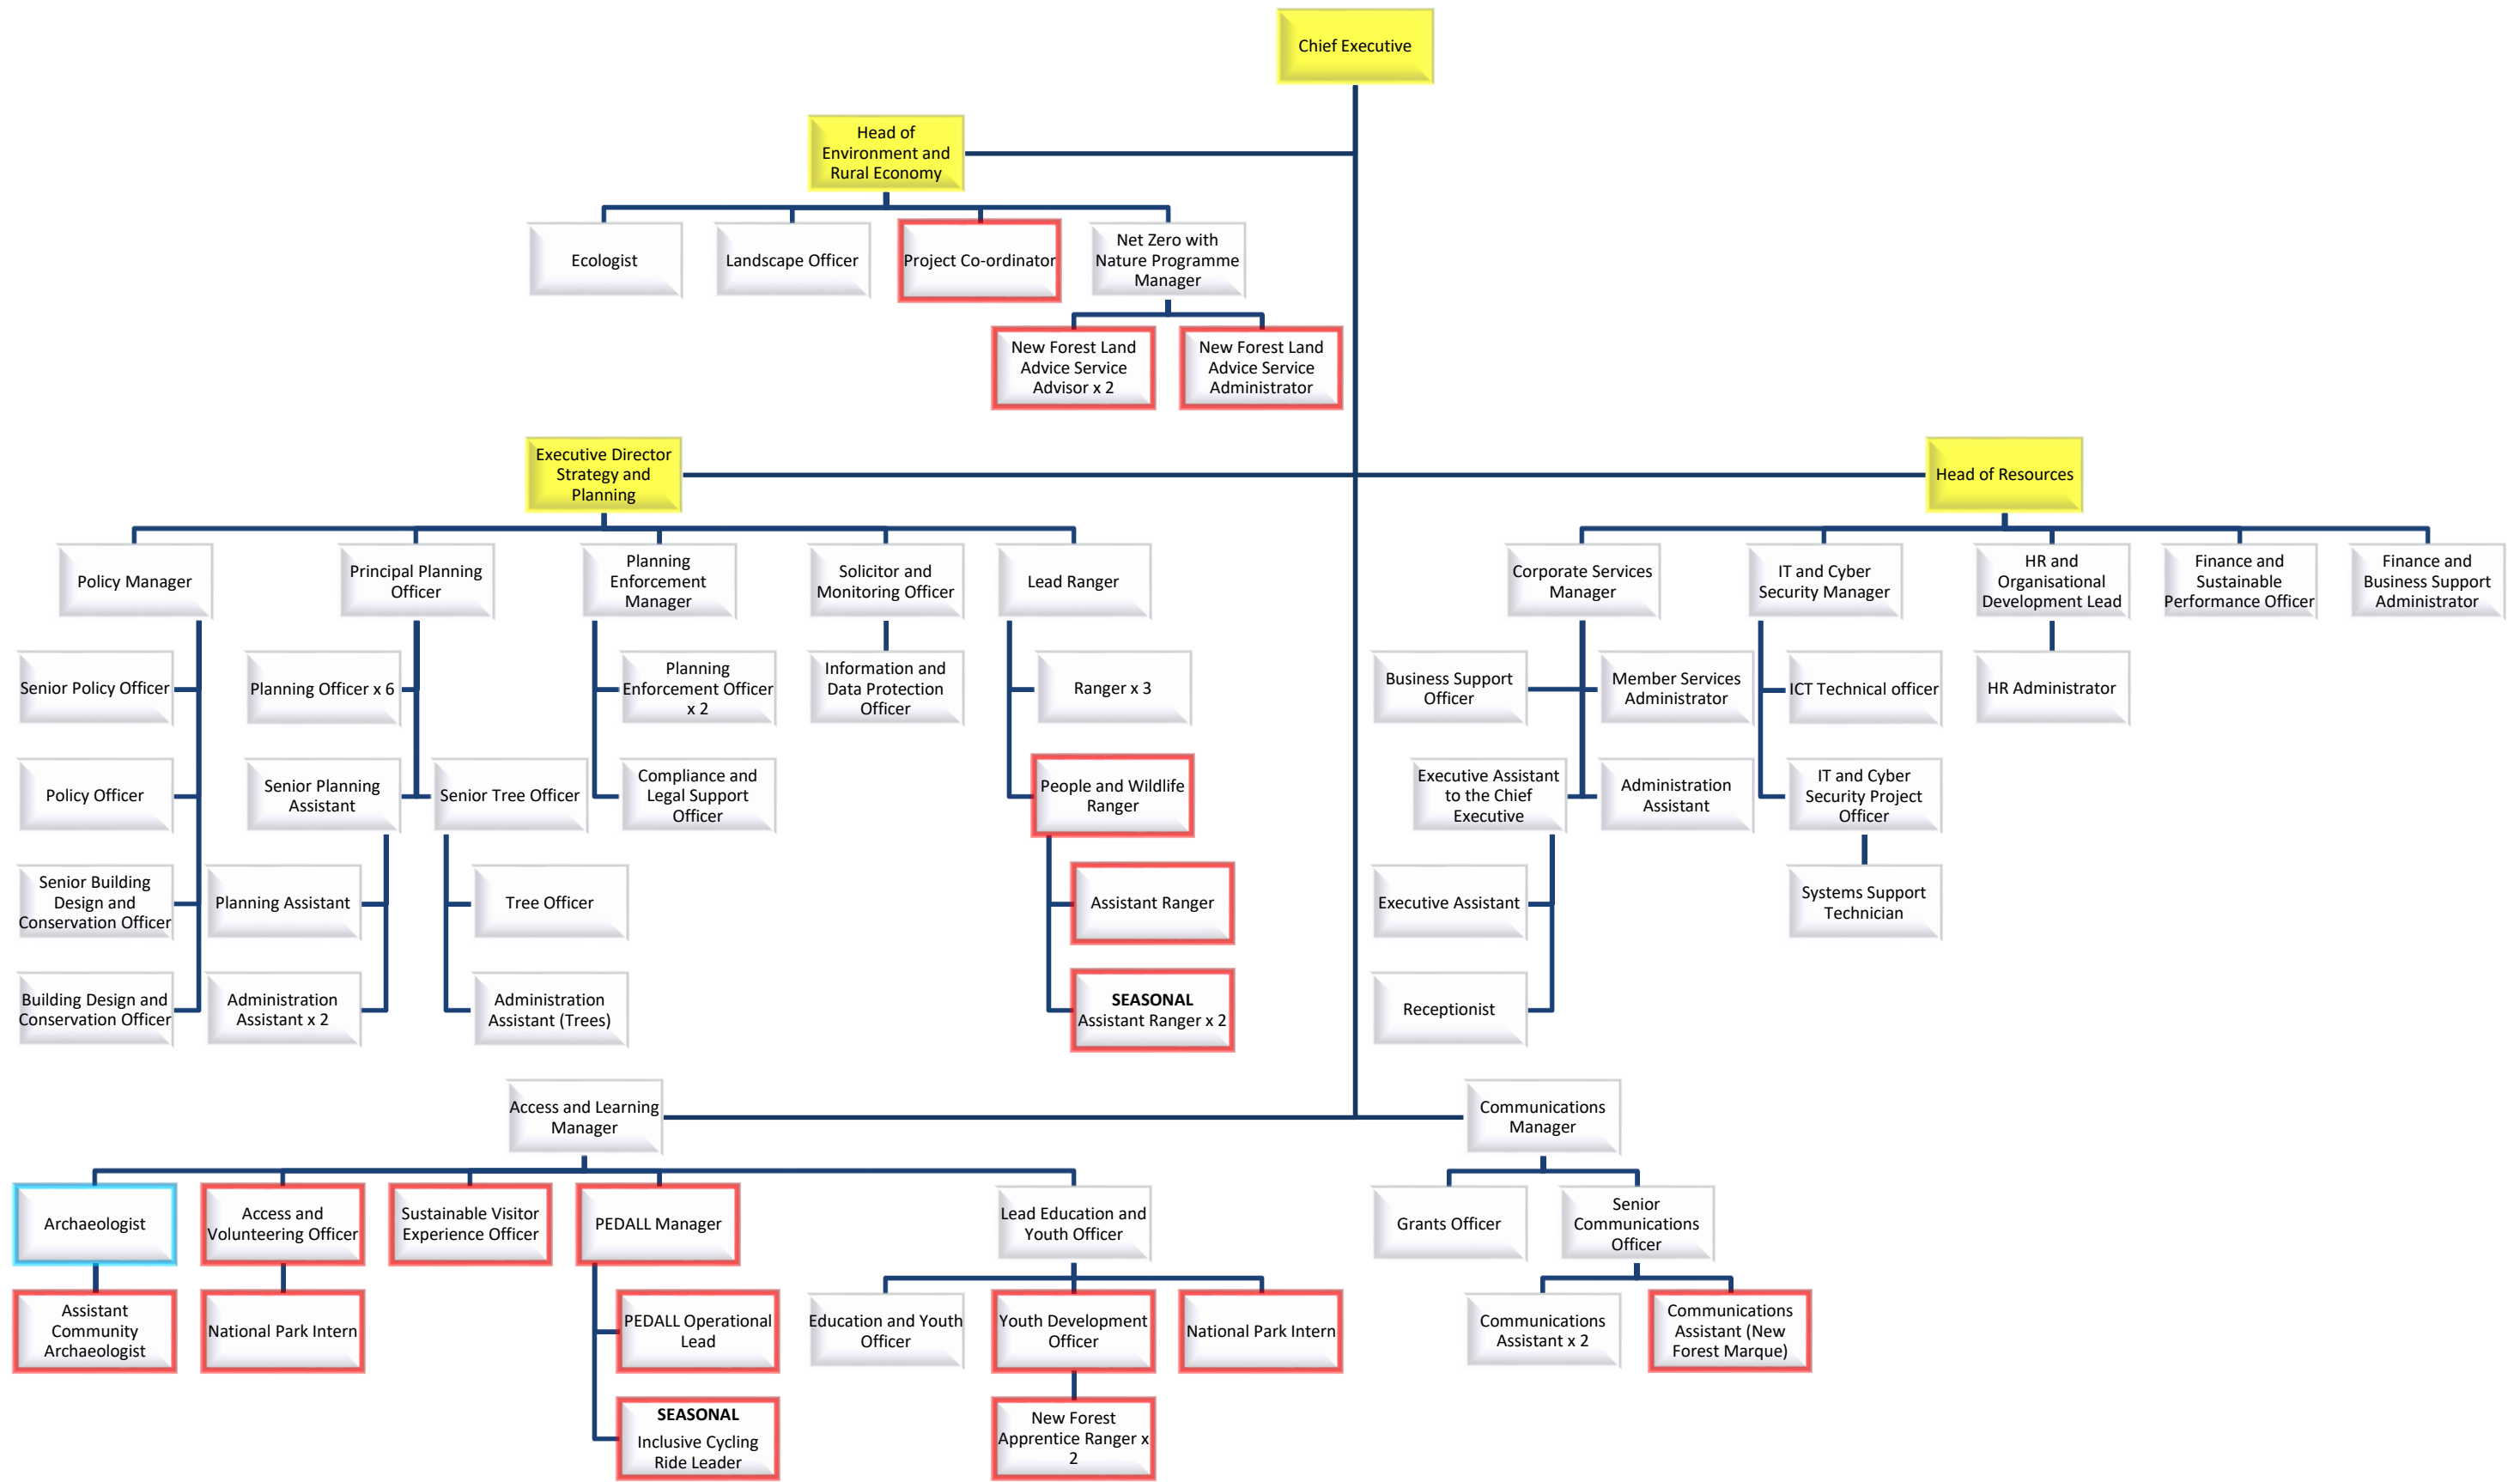 Chief Executive
Head of
Environment and
Rural Economy
Ecologist
Landscape Officer
Project Co-ordinator
Net Zero with
Nature Programme
Manager
New Forest Land
Advice Service
Advisor x 2
New Forest Land
Advice Service
Administrator
Executive Director
Strategy and
Planning
Head of Resources
Policy Manager
Principal Planning
Officer
Planning
Enforcement
Manager
Solicitor and
Monitoring Officer
Lead Ranger
Corporate Services
Manager
IT and Cyber
Security Manager
HR and
Organisational
Development Lead
Finance and
Sustainable
Performance Officer
Finance and
Business Support
Administrator
Senior Policy Officer
Planning Officer x 6
Planning
Enforcement Officer
x 2
Information and
Data Protection
Officer
Ranger x 3
Business Support
Officer
Member Services
Administrator
ICT Technical officer
HR Administrator
Policy Officer
Senior Planning
Assistant
Senior Tree Officer
Compliance and
Legal Support
Officer
People and Wildlife
Ranger
Executive Assistant
to the Chief
Executive
Administration
Assistant
IT and Cyber
Security Project
Officer
Senior Building
Design and
Conservation Officer
Planning Assistant
Tree Officer
Assistant Ranger
Executive Assistant
Systems Support
Technician
Building Design and
Conservation Officer
Administration
Assistant x 2
Administration
Assistant (Trees)
SEASONAL
Assistant Ranger x 2
Receptionist
Access and Learning
Manager
Communications
Manager
Archaeologist
Access and
Volunteering Officer
Sustainable Visitor
Experience Officer
PEDALL Manager
Lead Education and
Youth Officer
Grants Officer
Senior
Communications
Officer
Assistant
Community
Archaeologist
National Park Intern
PEDALL Operational
Lead
Education and Youth
Officer
Youth Development
Officer
National Park Intern
Communications
Assistant x 2
Communications
Assistant (New
Forest Marque)
SEASONAL
Inclusive Cycling
Ride Leader
New Forest
Apprentice Ranger x
2